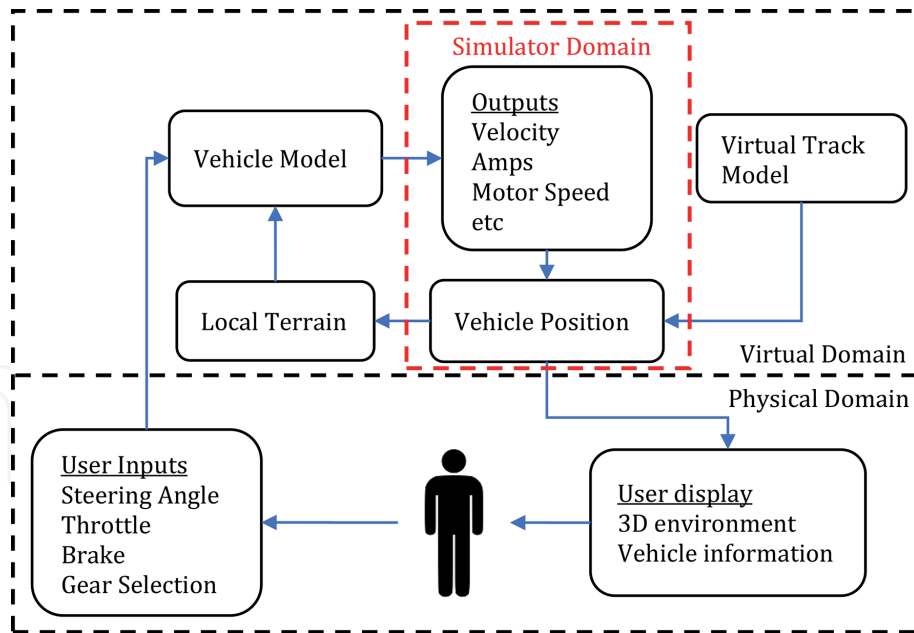 Simulator Domain
Outputs
Velocity
Amps
Motor Speed
etc
Vehicle Model
Virtual Track
Model
Local Terrain
Vehicle Position
Virtual Domain
Physical Domain
User Inputs
Steering Angle
Throttle
Brake
Gear Selection
User display
3D environment
Vehicle information